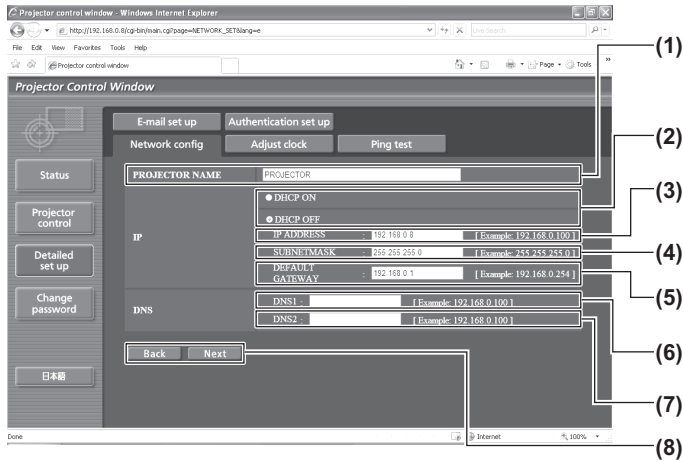 Projector control window - Windows Internet Explorer
http://192.168.0.8/cgi-bin/main.cgi?page=NETWORK_SET&lang=e
Live Search
File Edit View Favorites Tools Help
Projector control window
Page Tools »
Projector Control Window
E-mail set up Authentication set up
Network config Adjust clock Ping test
Status
Projector control
Detailed set up
Change password
日本語
PROJECTOR NAME PROJECTOR
IP
DHCP ON
DHCP OFF
IP ADDRESS : 192.168.0.8 [ Example: 192.168.0.100 ]
SUBNETMASK : 255.255.255.0 [ Example: 255.255.255.0 ]
DEFAULT GATEWAY : 192.168.0.1 [ Example: 192.168.0.254 ]
DNS
DNS1 : [ Example: 192.168.0.100 ]
DNS2 : [ Example: 192.168.0.100 ]
Back Next
Done Internet 100%
(1)
(2)
(3)
(4)
(5)
(6)
(7)
(8)